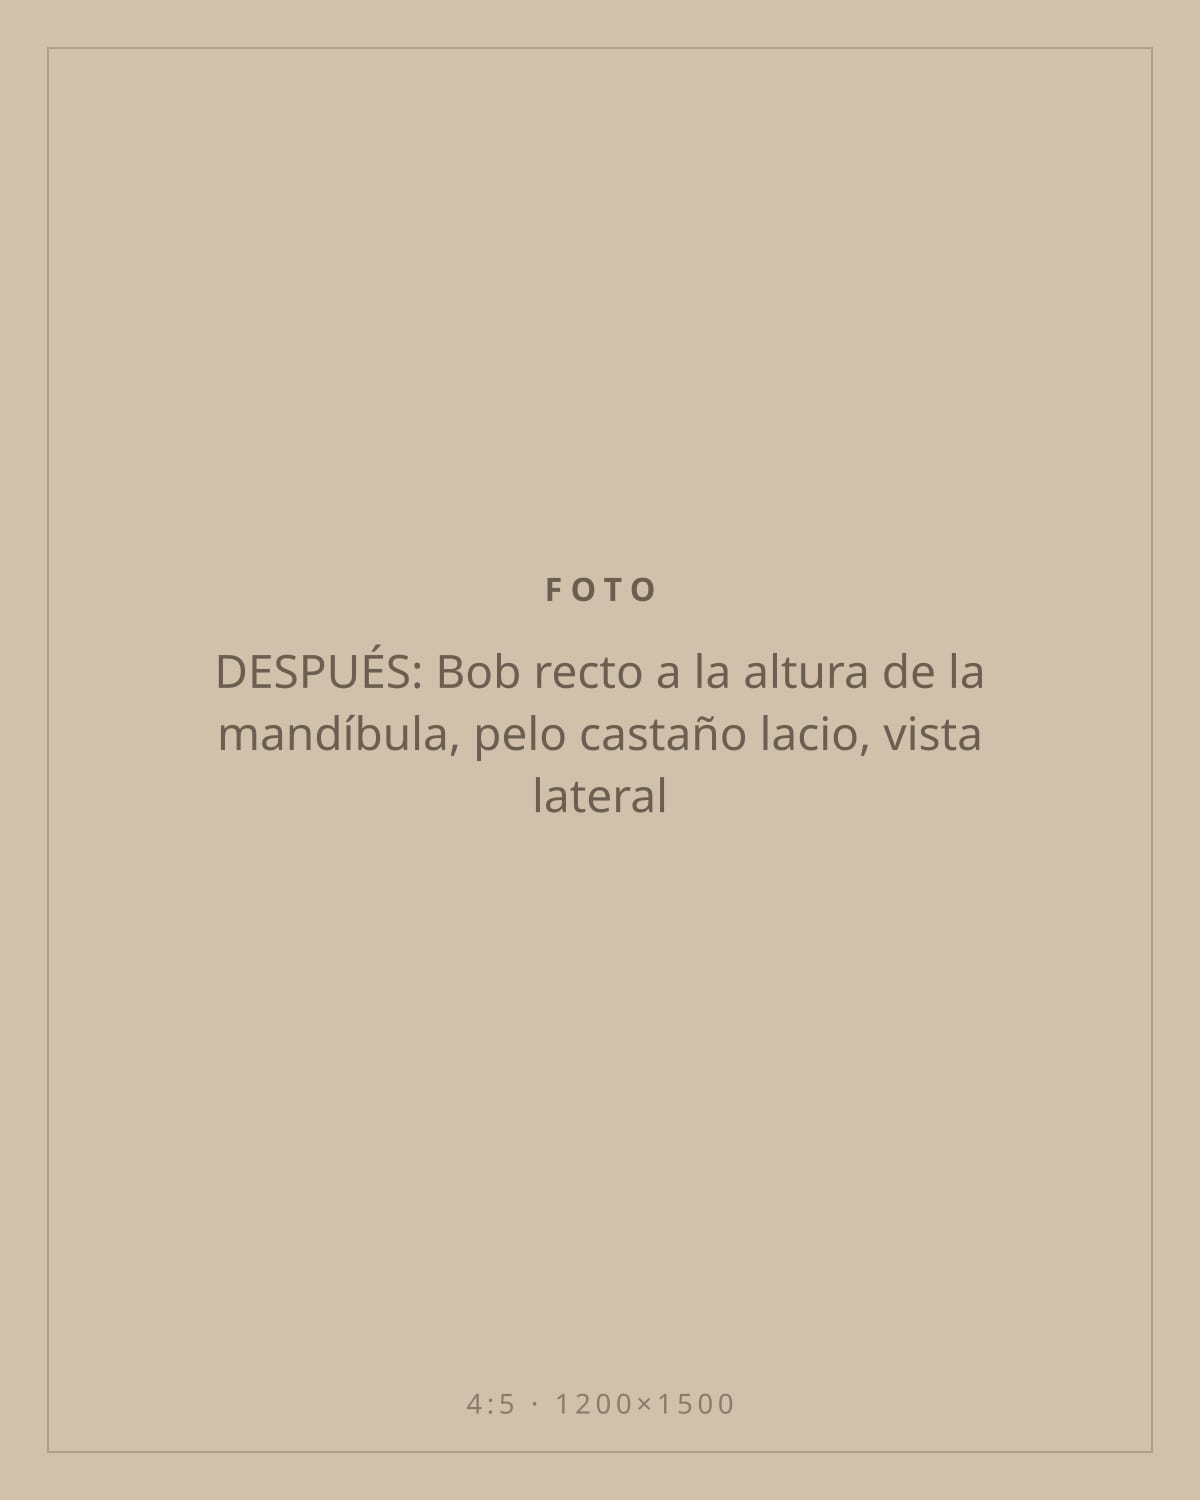 FOTO
DESPUÉS: Bob recto a la altura de la
mandíbula, pelo castaño lacio, vista
lateral
4:5 · 1200×1500